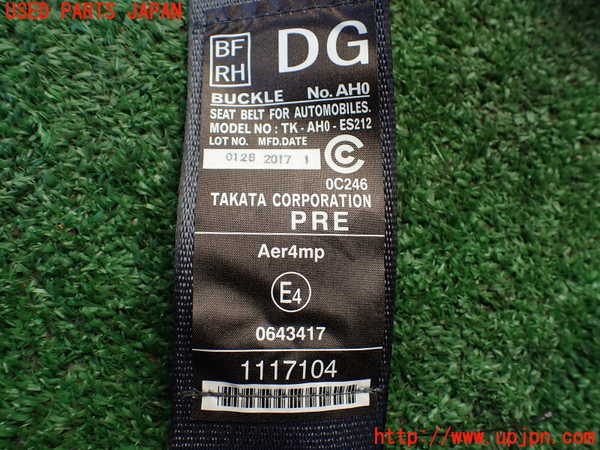 USED PARTS JAPAN
BF
RH
DG
BUCKLE No. AH0
SEAT BELT FOR AUTOMOBILES.
MODEL NO : TK - AH0 - ES212
LOT NO. MFD.DATE
0128 2017 1
C
0C246
TAKATA CORPORATION
PRE
Aer4mp
E4
0643417
1117104
http://www.upjpn.com/